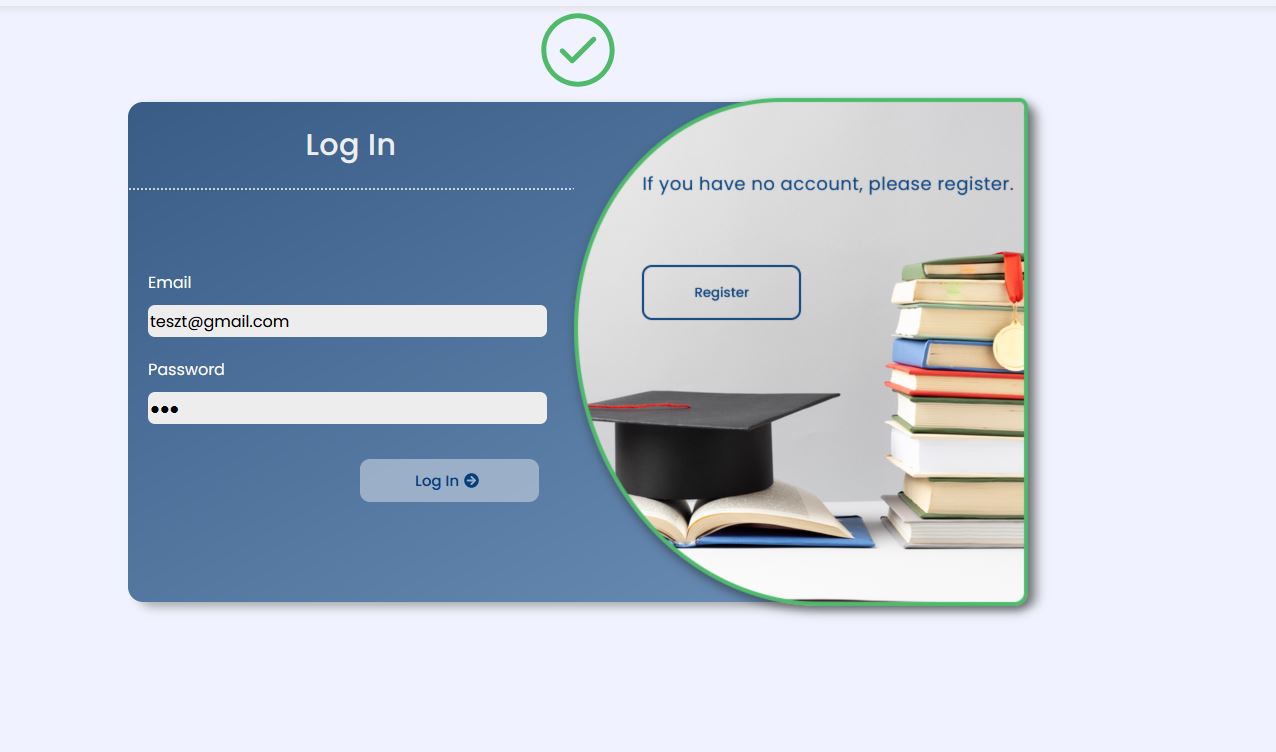 Log In
If you have no account, please register.
Email
teszt@gmail.com
Register
Password
•••
Log In